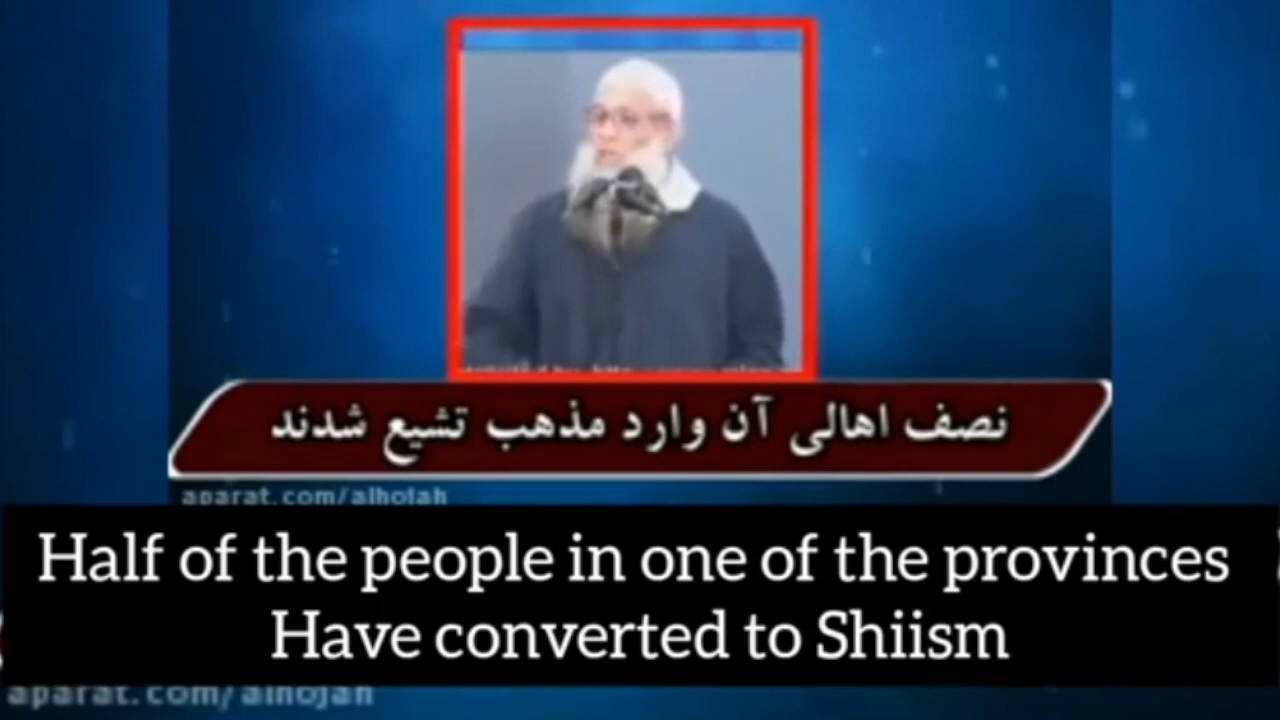 نصف اهالی آن وارد مذهب تشیع شدند
aparat.com/alhojah
Half of the people in one of the provinces
Have converted to Shiism
aparat.com/alhojah